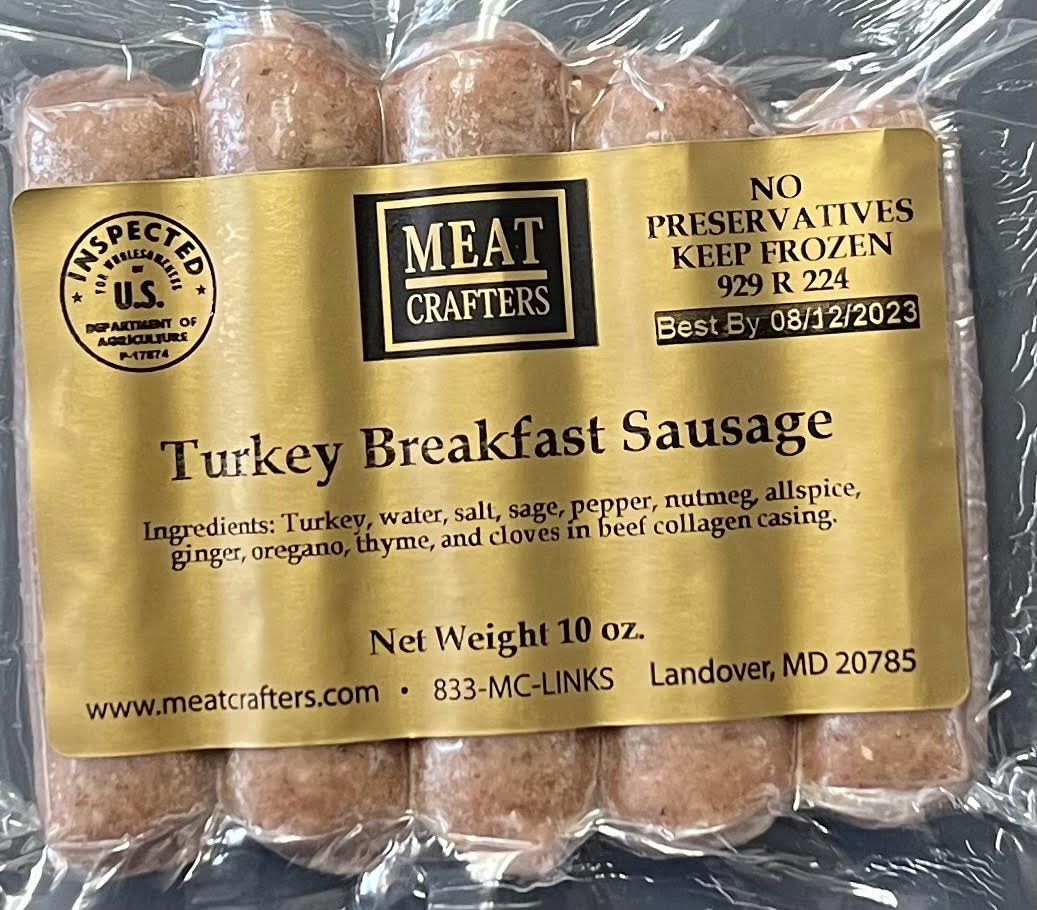 INSPECTED
FOR WHOLESOMENESS
BY
U.S.
DEPARTMENT OF
AGRICULTURE
P-17874
MEAT
CRAFTERS
NO
PRESERVATIVES
KEEP FROZEN
929 R 224
Best By 08/12/2023
Turkey Breakfast Sausage
Ingredients: Turkey, water, salt, sage, pepper, nutmeg, allspice,
ginger, oregano, thyme, and cloves in beef collagen casing.
Net Weight 10 oz.
www.meatcrafters.com • 833-MC-LINKS Landover, MD 20785